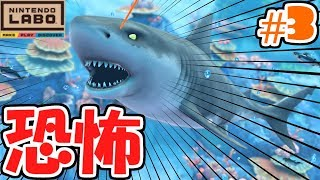 NINTENDO
LABO
MAKE PLAY DISCOVER
#3
恐怖